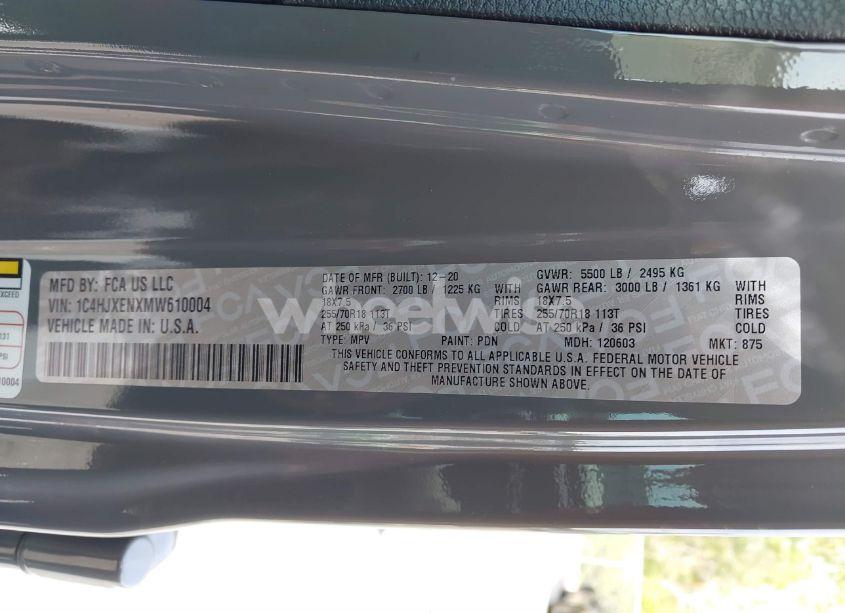 MFD BY: FCA US LLC
VIN: 1C4HJXENXMW610004
VEHICLE MADE IN: U.S.A.
DATE OF MFR (BUILT): 12-20
GAWR FRONT: 2700 LB / 1225 KG WITH
18X7.5 RIMS
255/70R18 113T TIRES
AT 250 kPa / 36 PSI COLD
TYPE: MPV PAINT: PDN
GVWR: 5500 LB / 2495 KG
GAWR REAR: 3000 LB / 1361 KG WITH
18X7.5 RIMS
255/70R18 113T TIRES
AT 250 kPa / 36 PSI COLD
MDH: 120603 MKT: 875
THIS VEHICLE CONFORMS TO ALL APPLICABLE U.S.A. FEDERAL MOTOR VEHICLE
SAFETY AND THEFT PREVENTION STANDARDS IN EFFECT ON THE DATE OF
MANUFACTURE SHOWN ABOVE.
EXCEED
031
PSI
10004